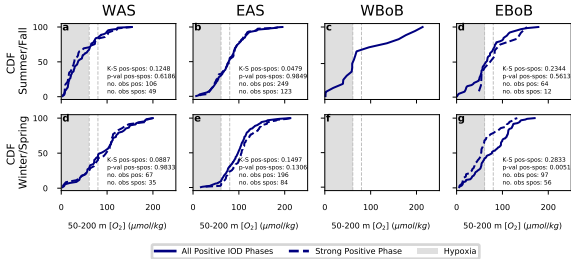 WAS EAS WBoB EBoB
CDF
Summer/Fall
100
50
0
a
K-S pos-spos: 0.1248
p-val pos-spos: 0.6186
no. obs pos: 106
no. obs spos: 49
b
K-S pos-spos: 0.0479
p-val pos-spos: 0.9849
no. obs pos: 249
no. obs spos: 123
c
d
K-S pos-spos: 0.2344
p-val pos-spos: 0.5613
no. obs pos: 64
no. obs spos: 12
CDF
Winter/Spring
100
50
0
d
K-S pos-spos: 0.0887
p-val pos-spos: 0.9833
no. obs pos: 67
no. obs spos: 35
e
K-S pos-spos: 0.1497
p-val pos-spos: 0.1306
no. obs pos: 196
no. obs spos: 84
f
g
K-S pos-spos: 0.2833
p-val pos-spos: 0.0051
no. obs pos: 97
no. obs spos: 56
0 100 200 0 100 200 0 100 200 0 100 200
50-200 m [O₂] (μmol/kg) 50-200 m [O₂] (μmol/kg) 50-200 m [O₂] (μmol/kg) 50-200 m [O₂] (μmol/kg)
All Positive IOD Phases Strong Positive Phase Hypoxia